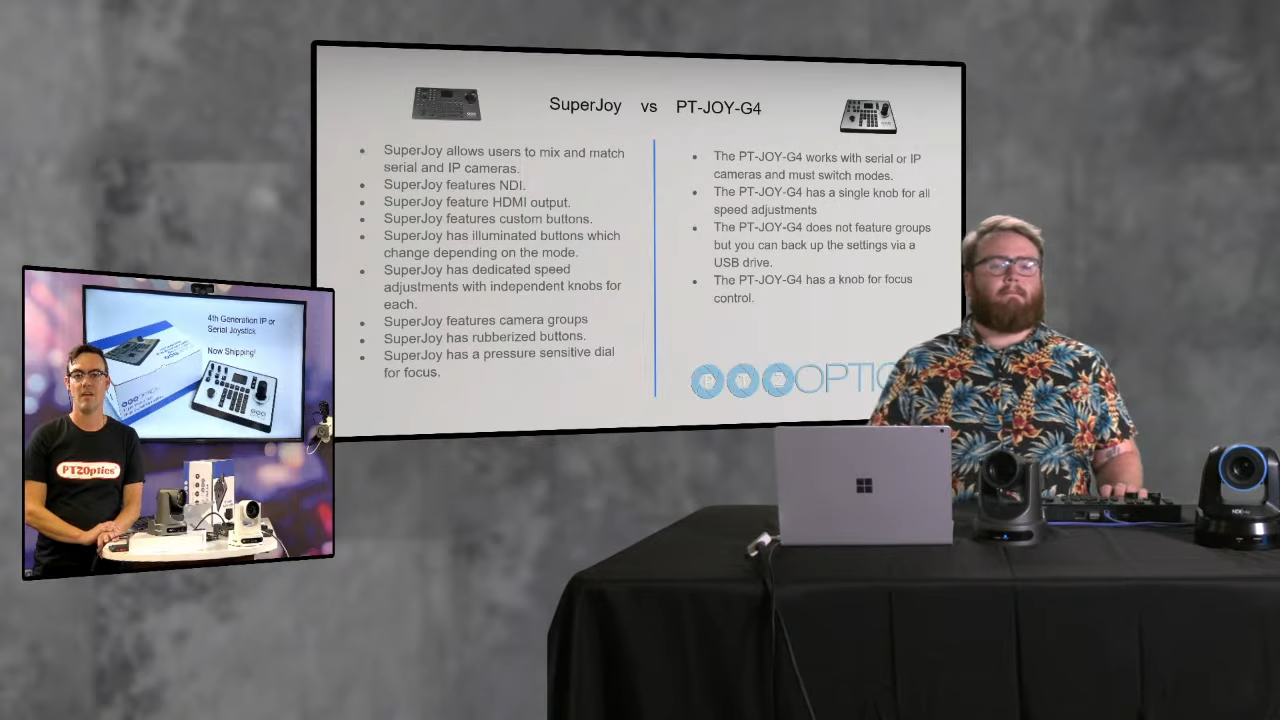 SuperJoy vs PT-JOY-G4
SuperJoy allows users to mix and match
serial and IP cameras.
SuperJoy features NDI.
SuperJoy feature HDMI output.
SuperJoy features custom buttons.
SuperJoy has illuminated buttons which
change depending on the mode.
SuperJoy has dedicated speed
adjustments with independent knobs for
each.
SuperJoy features camera groups
SuperJoy has rubberized buttons.
SuperJoy has a pressure sensitive dial
for focus.
The PT-JOY-G4 works with serial or IP
cameras and must switch modes.
The PT-JOY-G4 has a single knob for all
speed adjustments
The PT-JOY-G4 does not feature groups
but you can back up the settings via a
USB drive.
The PT-JOY-G4 has a knob for focus
control.
PTZ OPTIC
4th Generation IP or
Serial Joystick
Now Shipping!
PTZOptics